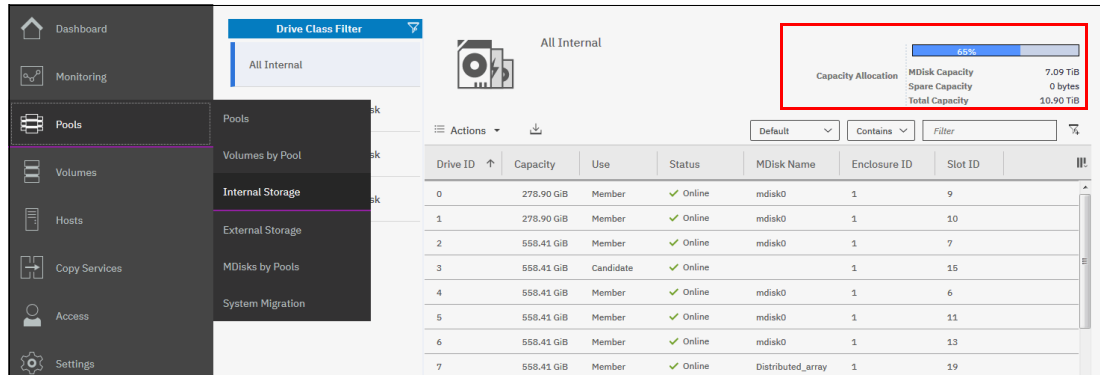 Dashboard
Monitoring
Pools
Volumes
Hosts
Copy Services
Access
Settings
Drive Class Filter
All Internal
sk
sk
sk
Pools
Volumes by Pool
Internal Storage
External Storage
MDisks by Pools
System Migration
All Internal
65%
Capacity Allocation
MDisk Capacity 7.09 TiB
Spare Capacity 0 bytes
Total Capacity 10.90 TiB
Actions
Default Contains Filter
Drive ID Capacity Use Status MDisk Name Enclosure ID Slot ID
0 278.90 GiB Member Online mdisk0 1 9
1 278.90 GiB Member Online mdisk0 1 10
2 558.41 GiB Member Online mdisk0 1 7
3 558.41 GiB Candidate Online 1 15
4 558.41 GiB Member Online mdisk0 1 6
5 558.41 GiB Member Online mdisk0 1 11
6 558.41 GiB Member Online mdisk0 1 13
7 558.41 GiB Member Online Distributed_array 1 19